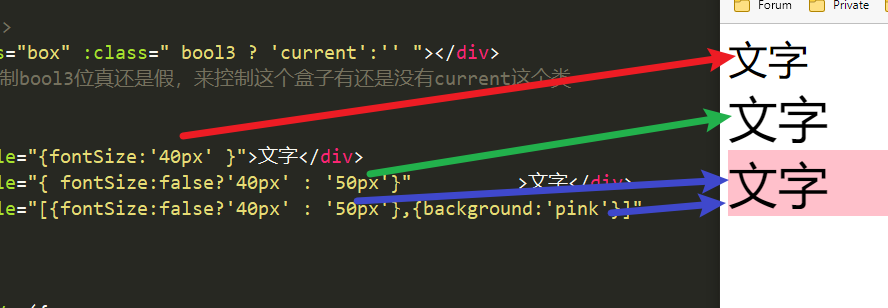 >
s="box" :class=" bool3 ? 'current':'' "></div>
制bool3位真还是假，来控制这个盒子有还是没有current这个类
le="{fontSize:'40px' }">文字</div>
le="{ fontSize:false?'40px' : '50px'}" >文字</div>
le="[{fontSize:false?'40px' : '50px'},{background:'pink'}]"
Forum
Private
文字
文字
文字